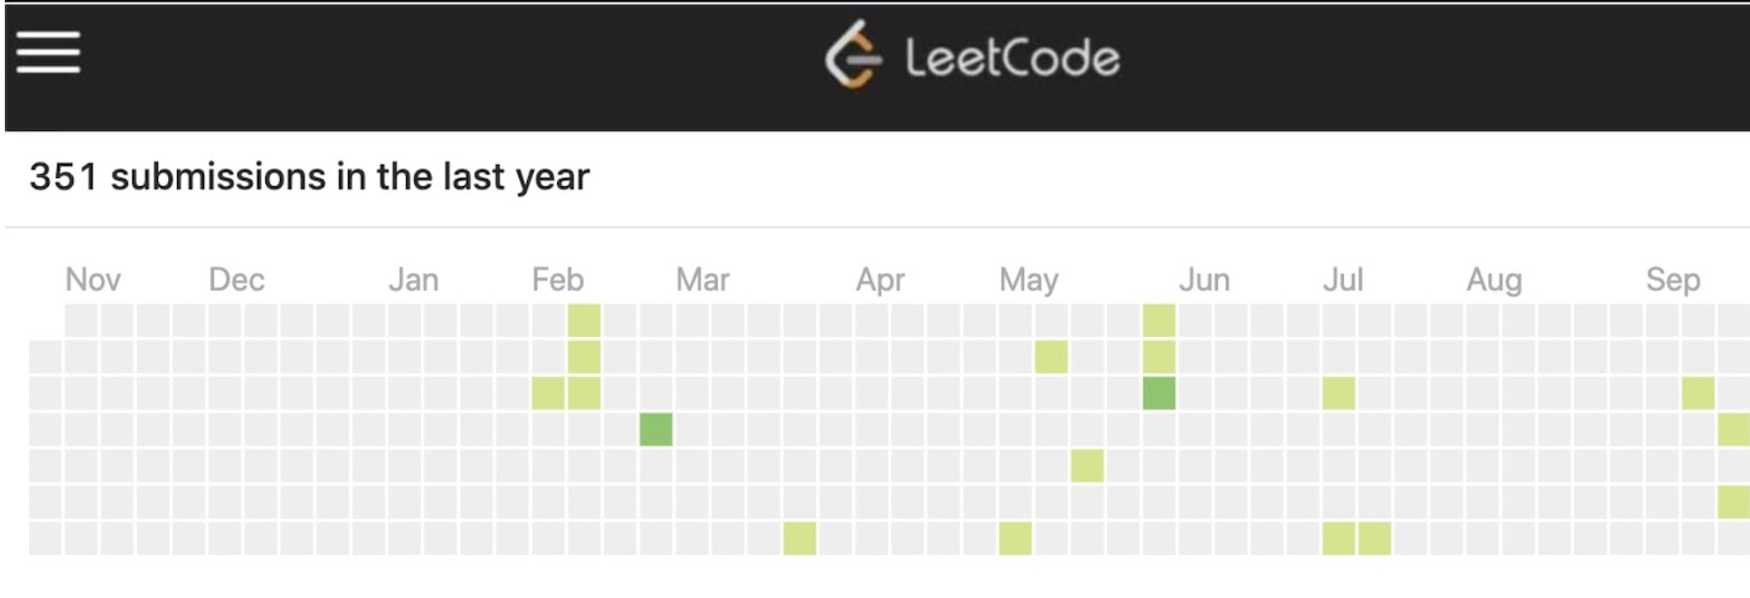 LeetCode
351 submissions in the last year
Nov Dec Jan Feb Mar Apr May Jun Jul Aug Sep